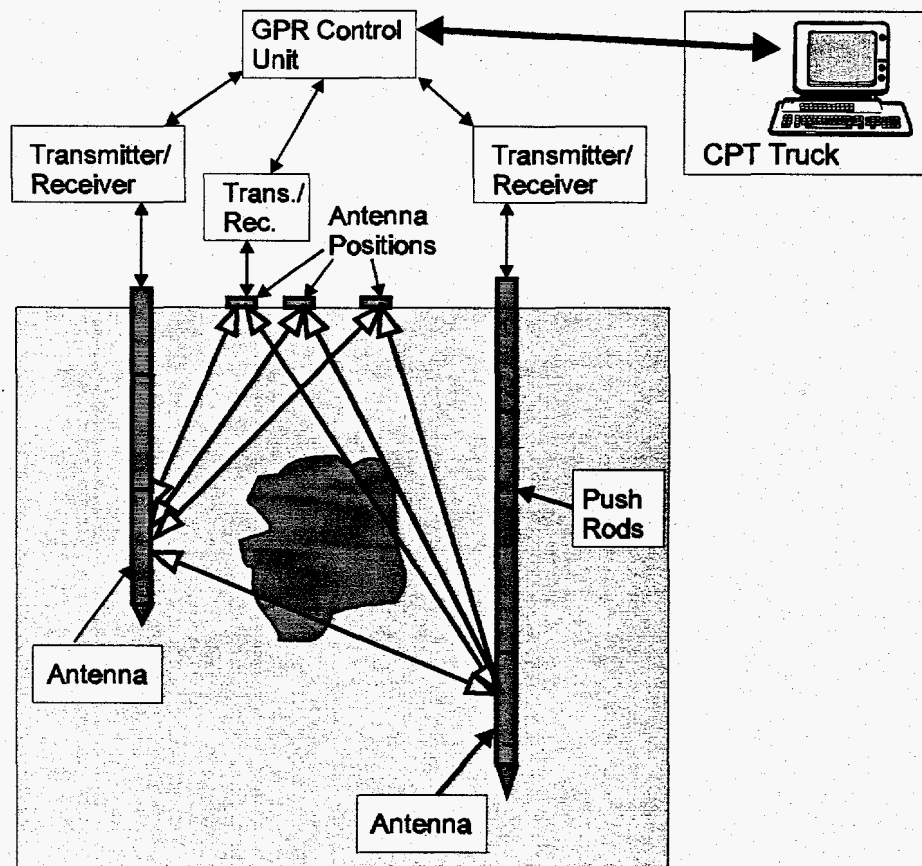 GPR Control
Unit
CPT Truck
Transmitter/
Receiver
Trans./
Rec.
Antenna
Positions
Transmitter/
Receiver
Push
Rods
Antenna
Antenna